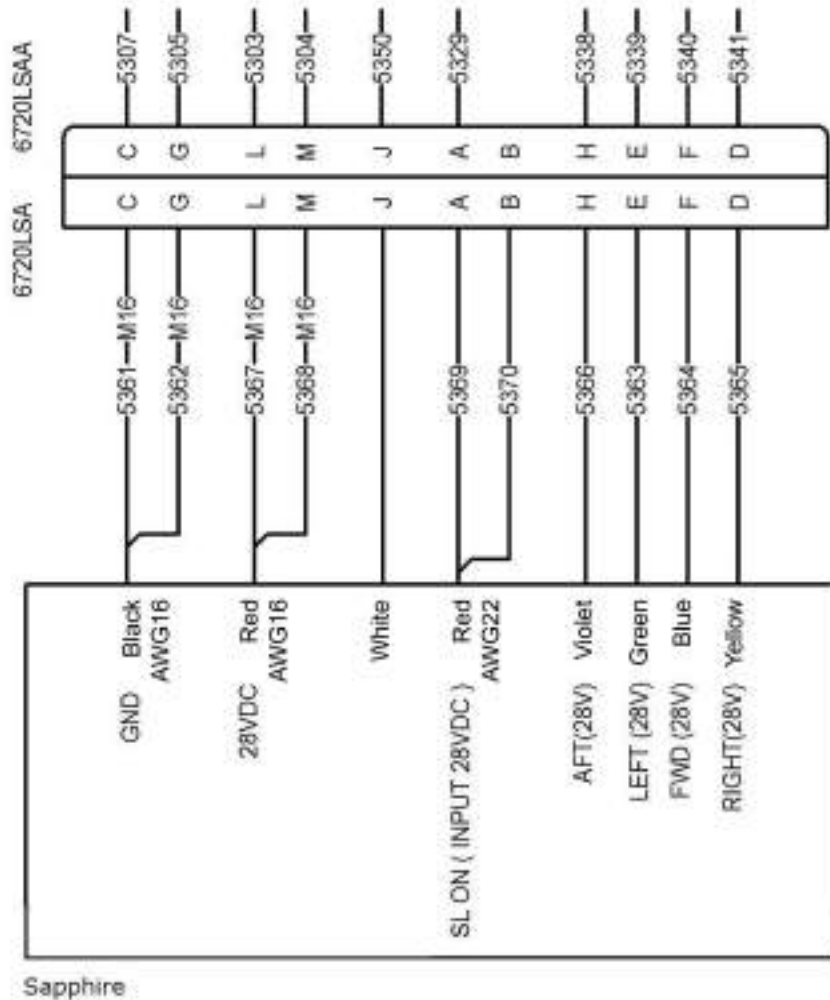 6720LSAA
5307
5305
5303
5304
5350
5329
5338
5339
5340
5341
C G L M J A B H E F D
6720LSA
C G L M J A B H E F D
5361 M16
5362 M16
5367 M16
5368 M16
5369
5370
5366
5363
5364
5365
GND Black
AWG16
28VDC Red
AWG16
White
SL ON ( INPUT 28VDC ) Red
AWG22
AFT(28V) Violet
LEFT (28V) Green
FWD (28V) Blue
RIGHT(28V) Yellow
Sapphire